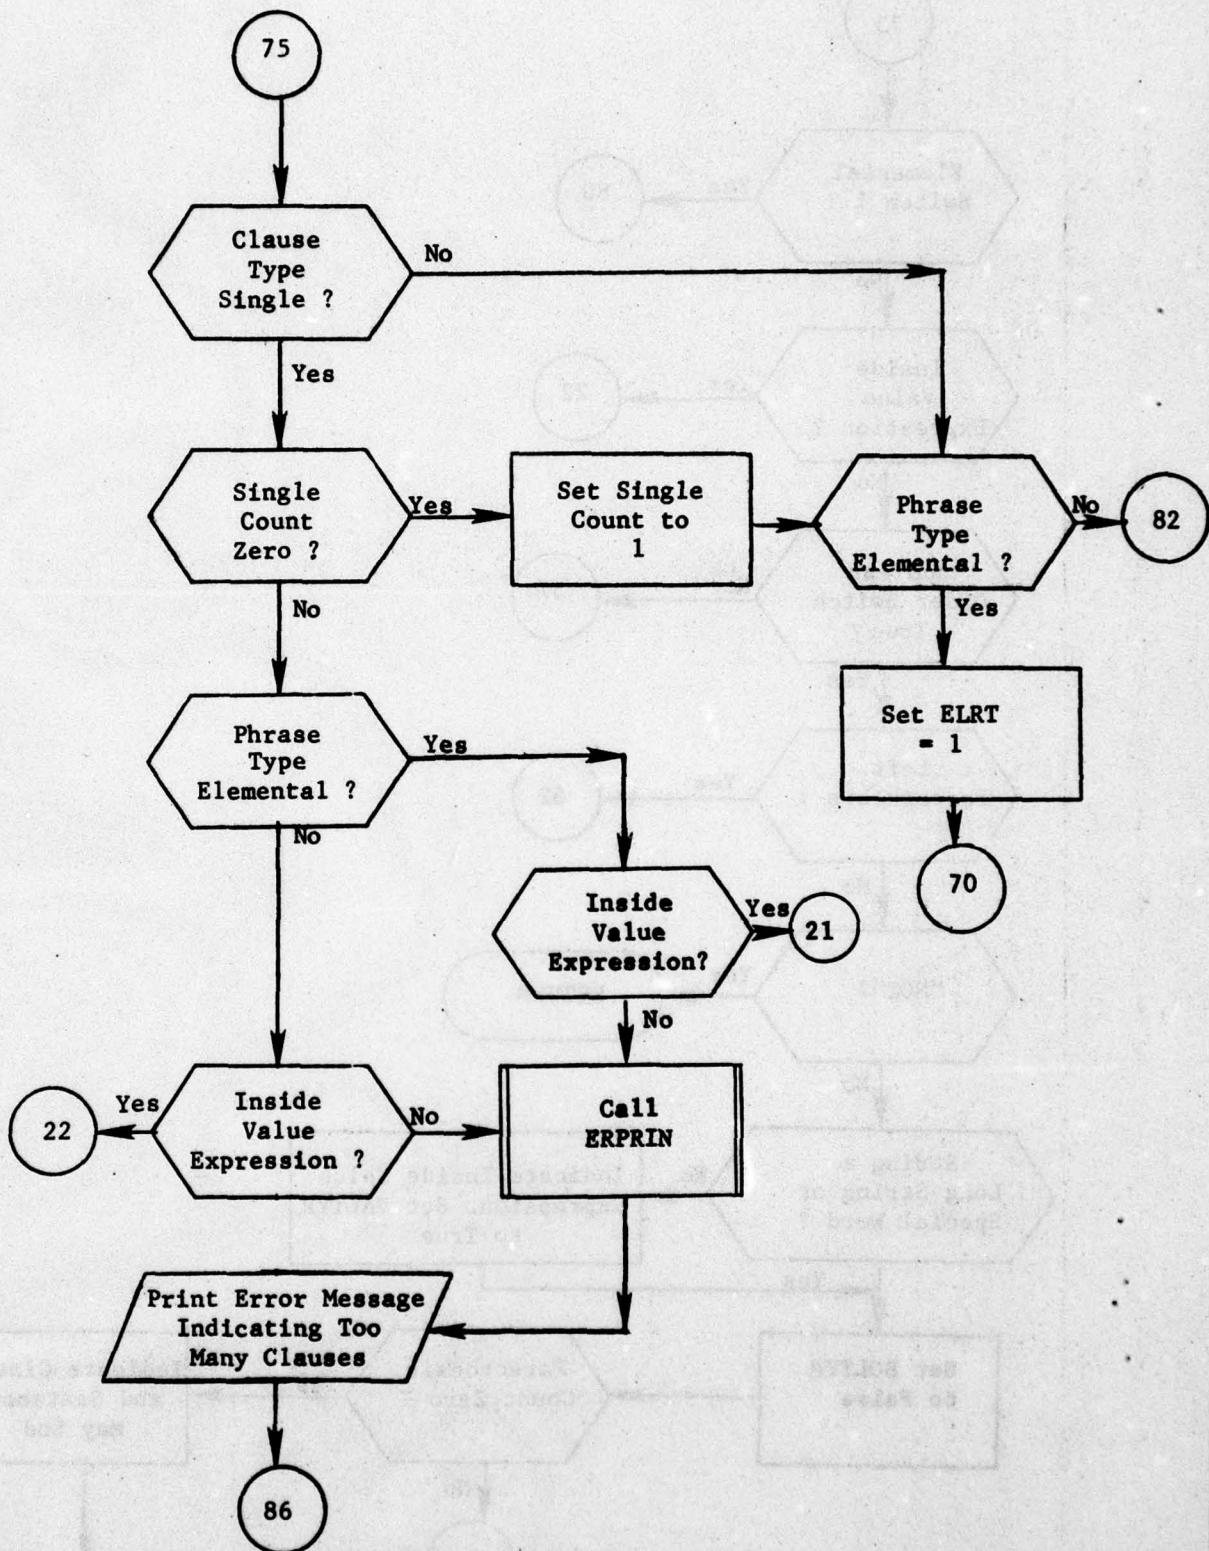 75
Clause
Type
Single ?
No
Yes
Single
Count
Zero ?
Yes
Set Single
Count to
1
Phrase
Type
Elemental ?
No
82
No
Yes
Phrase
Type
Elemental ?
Yes
Set ELRT
= 1
No
70
Inside
Value
Expression?
Yes
21
No
22
Yes
Inside
Value
Expression ?
No
Call
ERPRIN
Print Error Message
Indicating Too
Many Clauses
86